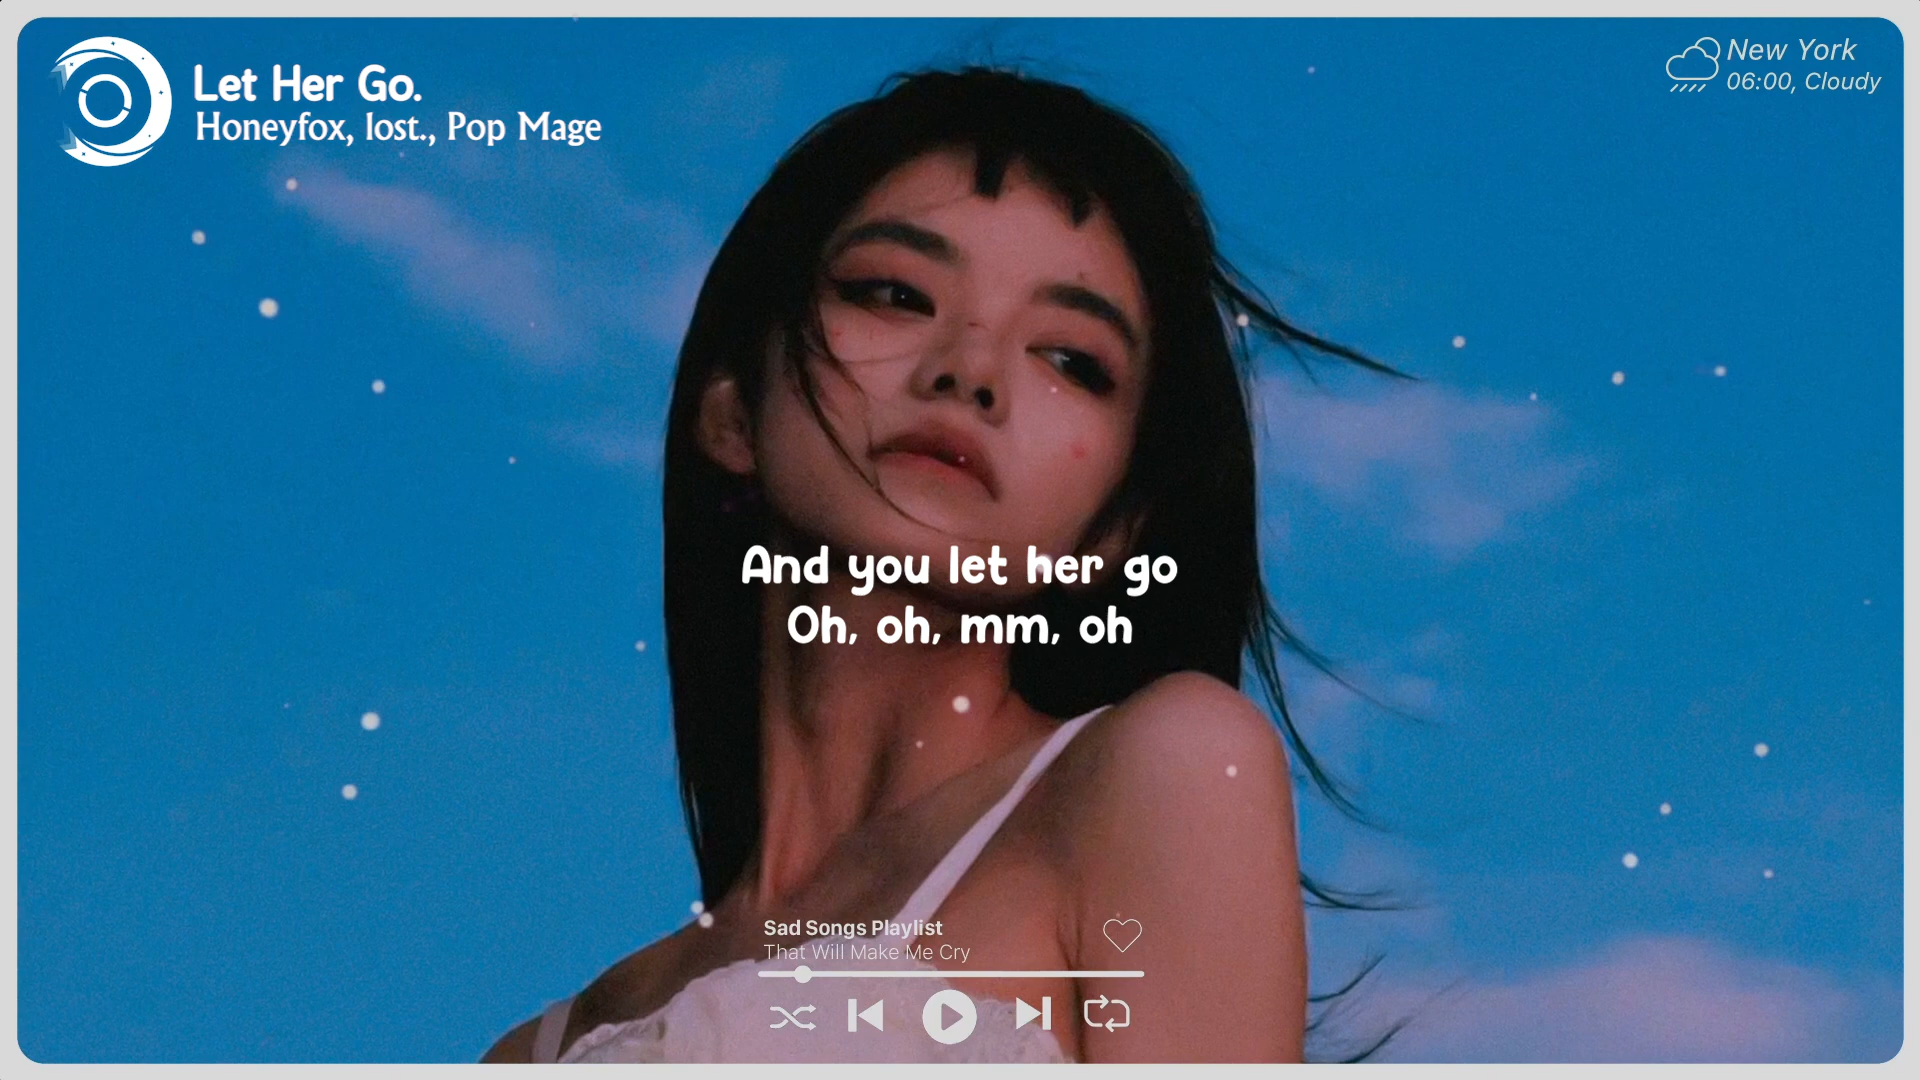 Let Her Go.
Honeyfox, lost., Pop Mage
New York
06:00, Cloudy
And you let her go
Oh, oh, mm, oh
Sad Songs Playlist
That Will Make Me Cry